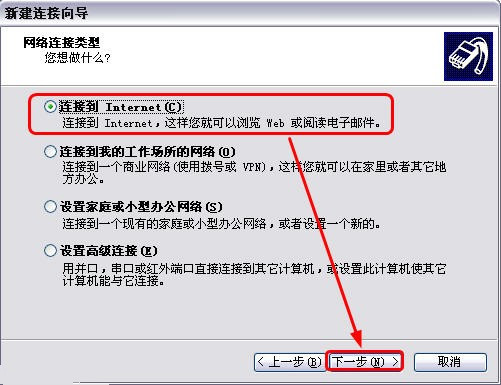 新建连接向导
网络连接类型
您想做什么?
连接到 Internet(C)
连接到 Internet,这样您就可以浏览 Web 或阅读电子邮件。
连接到我的工作场所的网络(O)
连接到一个商业网络(使用拨号或 VPN),这样您就可以在家里或者其它地
方办公。
设置家庭或小型办公网络(S)
连接到一个现有的家庭或小型办公网络,或者设置一个新的。
设置高级连接(E)
用并口,串口或红外端口直接连接到其它计算机,或设置此计算机使其它
计算机能与它连接。
< 上一步(B) 下一步(N) > 取消